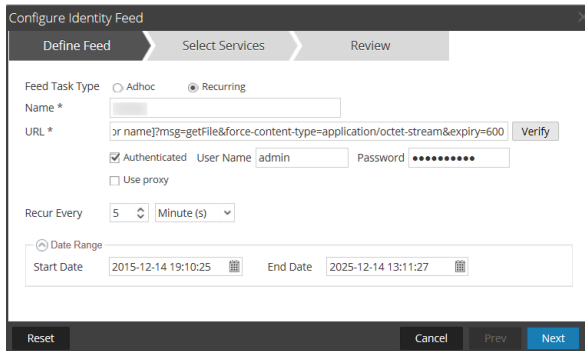 Configure Identity Feed
Define Feed Select Services Review
Feed Task Type Adhoc Recurring
Name *
URL * or name]?msg=getFile&force-content-type=application/octet-stream&expiry=600 Verify
Authenticated User Name admin Password ••••••••••
Use proxy
Recur Every 5 Minute (s)
Date Range
Start Date 2015-12-14 19:10:25 End Date 2025-12-14 13:11:27
Reset Cancel Prev Next